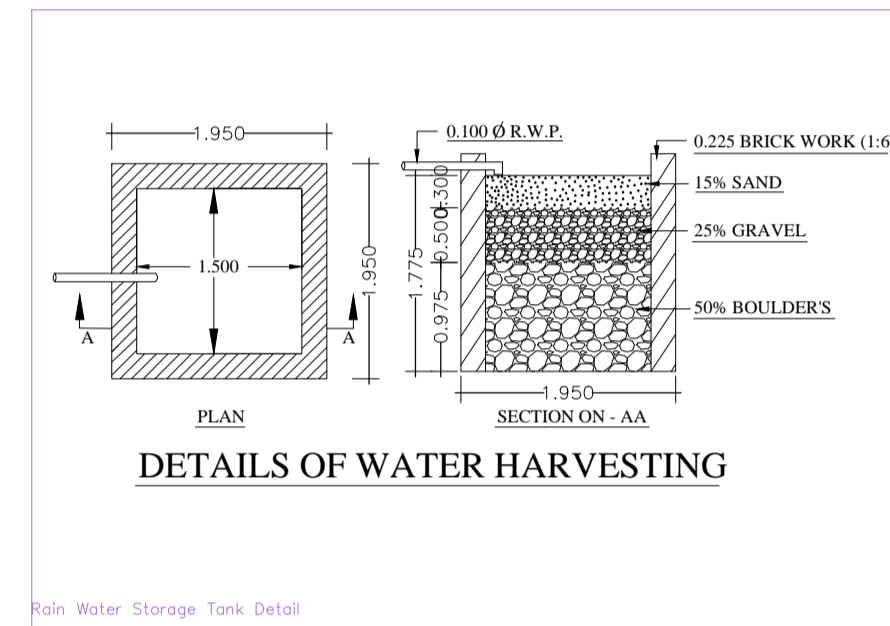 1.950
1.500
1.950
A
A
PLAN
0.100 Ø R.W.P.
0.225 BRICK WORK (1:6
15% SAND
25% GRAVEL
50% BOULDER'S
0.300
0.500
0.975
1.775
1.950
SECTION ON - AA
DETAILS OF WATER HARVESTING
Rain Water Storage Tank Detail